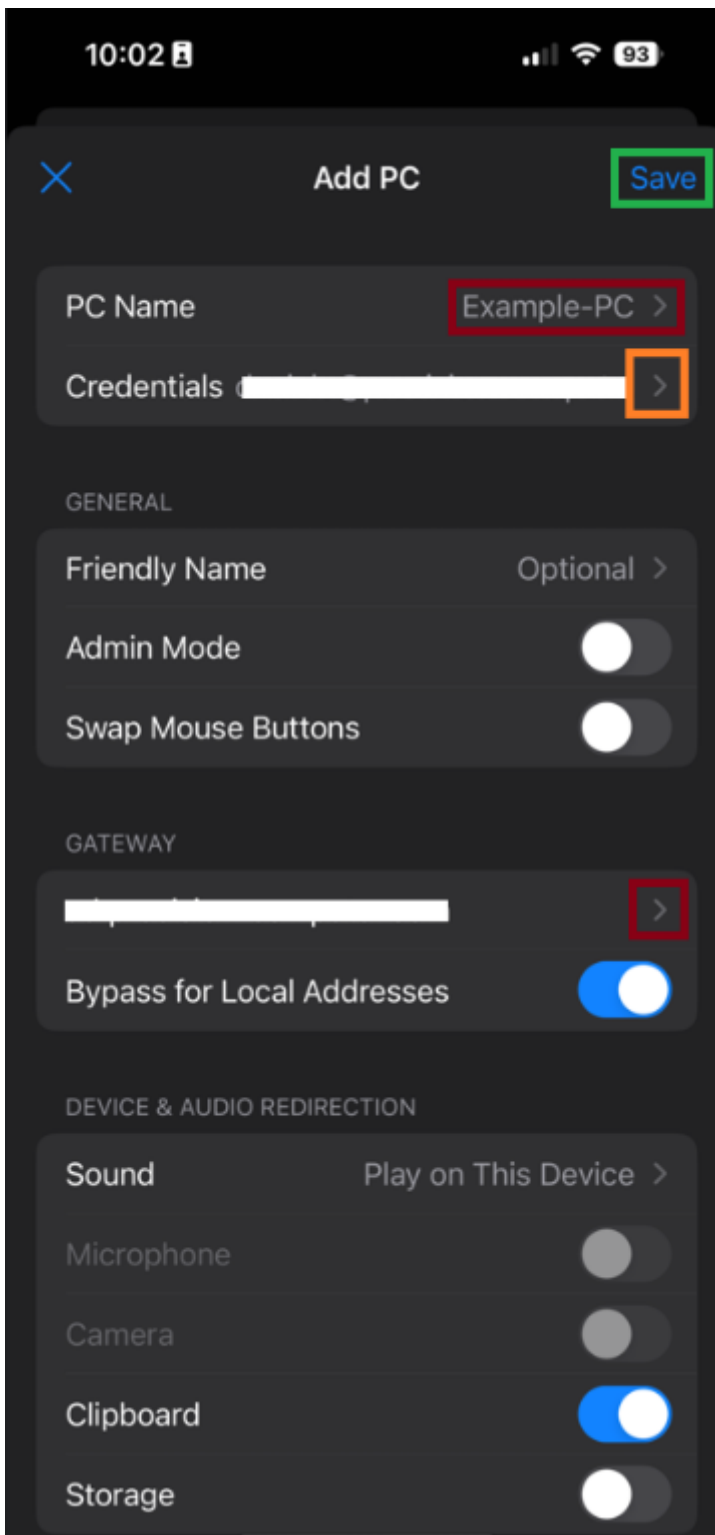 10:02 93
Add PC Save
PC Name Example-PC
Credentials
GENERAL
Friendly Name Optional
Admin Mode
Swap Mouse Buttons
GATEWAY
Bypass for Local Addresses
DEVICE & AUDIO REDIRECTION
Sound Play on This Device
Microphone
Camera
Clipboard
Storage